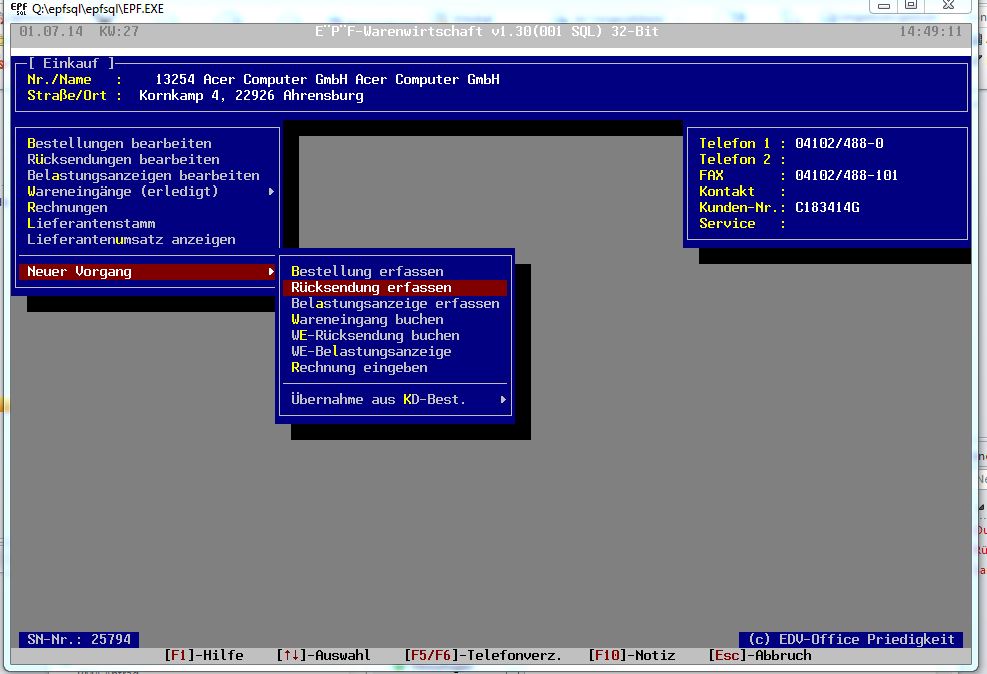 EPF SQL Q:\epfsql\epfsql\EPF.EXE
01.07.14 KW:27 E¨P¨F-Warenwirtschaft v1.30(001 SQL) 32-Bit 14:49:11
[ Einkauf ]
Nr./Name : 13254 Acer Computer GmbH Acer Computer GmbH
Straße/Ort : Kornkamp 4, 22926 Ahrensburg
Bestellungen bearbeiten
Rücksendungen bearbeiten
Belastungsanzeigen bearbeiten
Wareneingänge (erledigt)
Rechnungen
Lieferantenstamm
Lieferantenumsatz anzeigen
Neuer Vorgang
Telefon 1 : 04102/488-0
Telefon 2 :
FAX : 04102/488-101
Kontakt :
Kunden-Nr.: C183414G
Service :
Bestellung erfassen
Rücksendung erfassen
Belastungsanzeige erfassen
Wareneingang buchen
WE-Rücksendung buchen
WE-Belastungsanzeige
Rechnung eingeben
Übernahme aus KD-Best.
SN-Nr.: 25794
(c) EDV-Office Priedigkeit
[F1]-Hilfe [↑↓]-Auswahl [F5/F6]-Telefonverz. [F10]-Notiz [Esc]-Abbruch